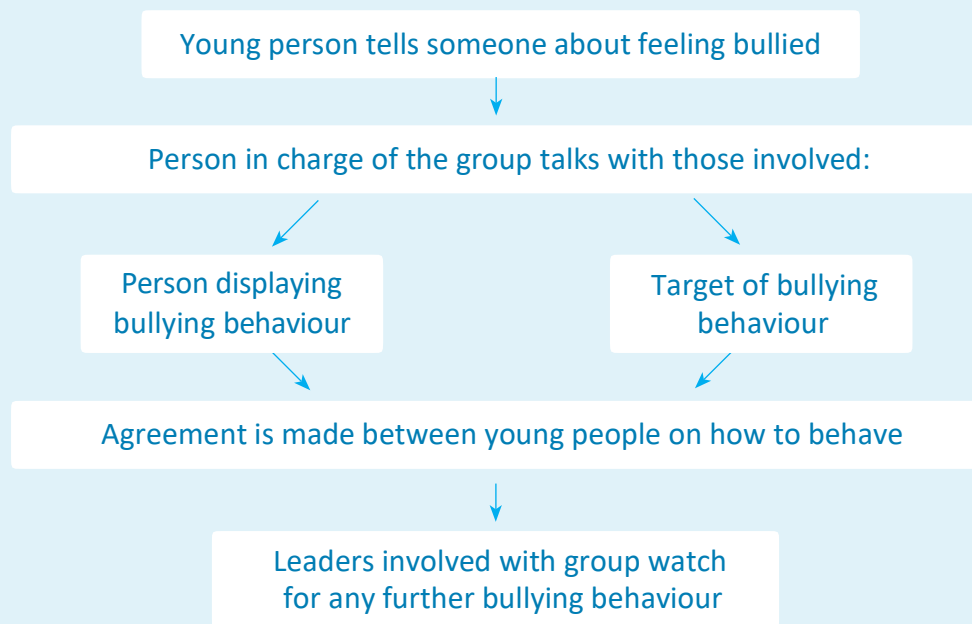 Young person tells someone about feeling bullied
Person in charge of the group talks with those involved:
Person displaying
bullying behaviour
Target of bullying
behaviour
Agreement is made between young people on how to behave
Leaders involved with group watch
for any further bullying behaviour